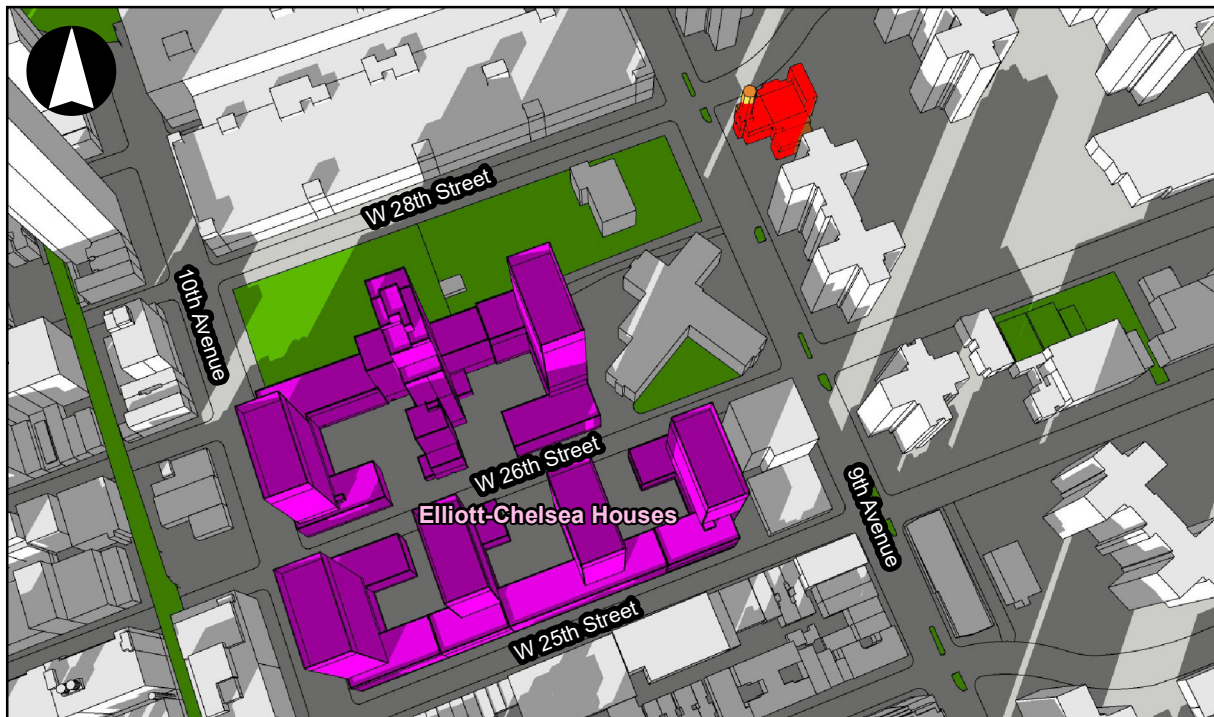 W 28th Street
10th Avenue
W 26th Street
Elliott-Chelsea Houses
9th Avenue
W 25th Street